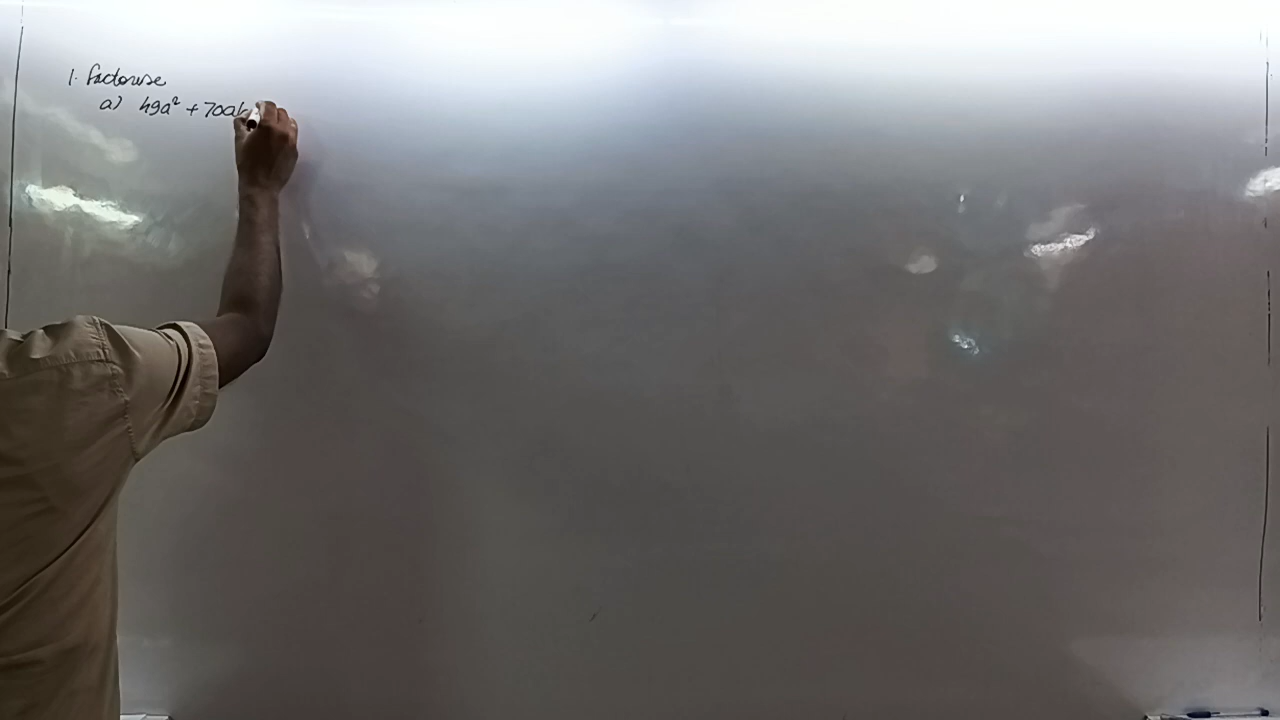 1. Factorise
a) 49a² + 70ab